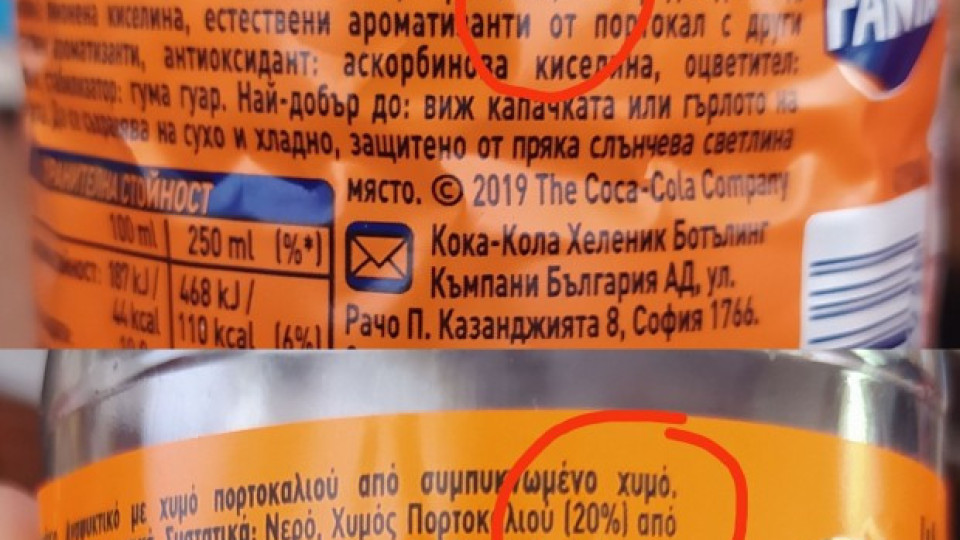 киселина, естествени ароматизанти от портокал с други
ароматизанти, антиоксидант: аскорбинова киселина, оцветител:
стабилизатор: гума гуар. Най-добър до: виж капачката или гърлото на
Да се съхранява на сухо и хладно, защитено от пряка слънчева светлина
място. © 2019 The Coca-Cola Company
FANTA
ХРАНИТЕЛНА СТОЙНОСТ
100 ml 250 ml (%*)
187 kJ / 468 kJ /
44 kcal 110 kcal (6%)
Кока-Кола Хеленик Ботълинг
Къмпани България АД, ул.
Рачо П. Казанджията 8, София 1766.
με χυμό πορτοκαλιού από συμπυκνωμένο χυμό.
Συστατικά: Νερό, Χυμός Πορτοκαλιού (20%) από